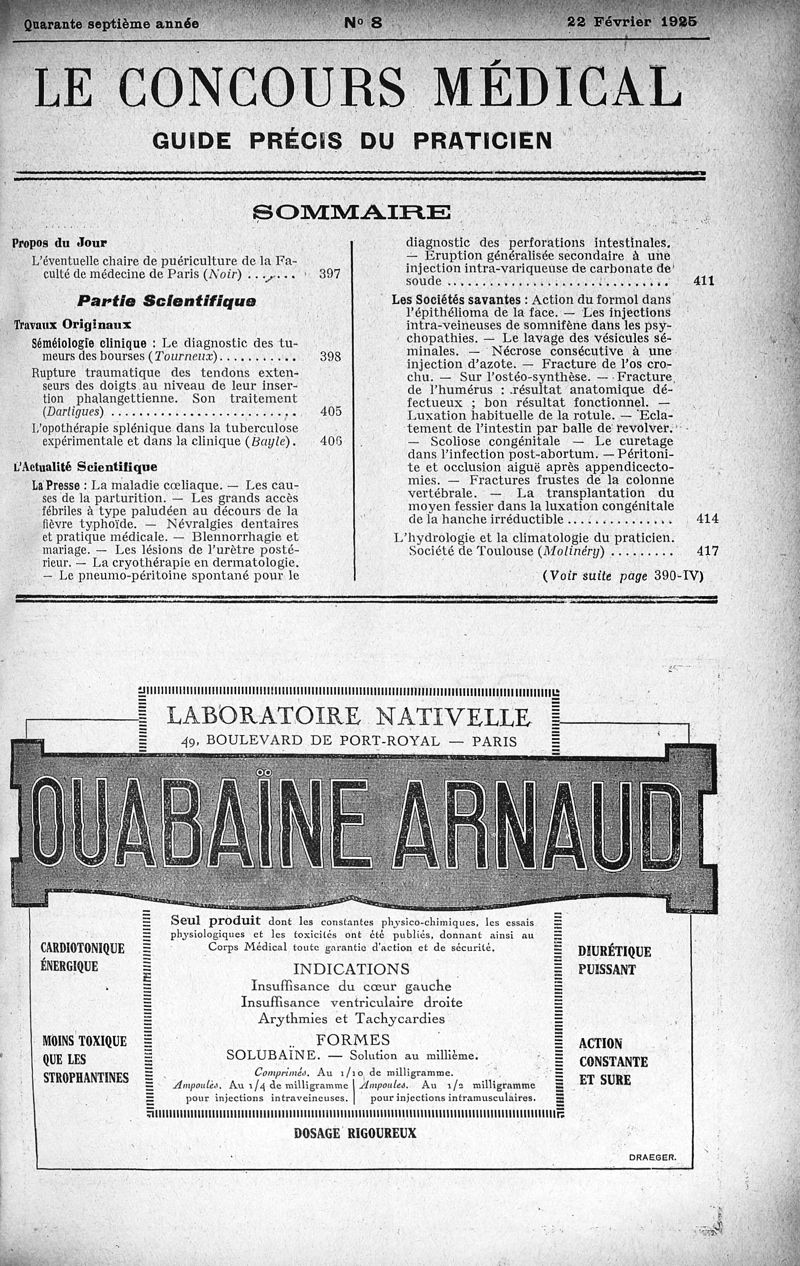 Quarante septième année
No 8
22 Février 1925
LE CONCOURS MÉDICAL
GUIDE PRÉCIS DU PRATICIEN
SOMMAIRE
Propos du Jour
L'éventuelle chaire de puériculture de la Fa-
culté de médecine de Paris (Noir) ........ 397
Partie Scientifique
Travaux Originaux
Séméiologie clinique : Le diagnostic des tu-
meurs des bourses (Tourneux)........... 398
Rupture traumatique des tendons exten-
seurs des doigts au niveau de leur inser-
tion phalangettienne. Son traitement
(Dartigues) ........................ 405
L'opothérapie splénique dans la tuberculose
expérimentale et dans la clinique (Bayle). 406
L'Actualité Scientifique
La Presse : La maladie cœliaque. — Les cau-
ses de la parturition. — Les grands accès
fébriles à type paludéen au décours de la
fièvre typhoïde. — Névralgies dentaires
et pratique médicale. — Blennorrhagie et
mariage. — Les lésions de l'urètre posté-
rieur. — La cryothérapie en dermatologie.
— Le pneumo-péritoine spontané pour le
diagnostic des perforations intestinales.
— Eruption généralisée secondaire à une
injection intra-variqueuse de carbonate de
soude ............................. 411
Les Sociétés savantes : Action du formol dans
l'épithélioma de la face. — Les injections
intra-veineuses de somnifène dans les psy-
chopathies. — Le lavage des vésicules sé-
minales. — Nécrose consécutive à une
injection d'azote. — Fracture de l'os cro-
chu. — Sur l'ostéo-synthèse. — Fracture
de l'humérus : résultat anatomique dé-
fectueux ; bon résultat fonctionnel. —
Luxation habituelle de la rotule. — Ecla-
tement de l'intestin par balle de revolver.
— Scoliose congénitale — Le curetage
dans l'infection post-abortum. — Péritoni-
te et occlusion aiguë après appendicecto-
mies. — Fractures frustes de la colonne
vertébrale. — La transplantation du
moyen fessier dans la luxation congénitale
de la hanche irréductible .............. 414
L'hydrologie et la climatologie du praticien.
Société de Toulouse (Molinéry) ......... 417
(Voir suite page 390-IV)
LABORATOIRE NATIVELLE
49, BOULEVARD DE PORT-ROYAL — PARIS
OUABAÏNE ARNAUD
Seul produit dont les constantes physico-chimiques, les essais
physiologiques et les toxicités ont été publiés, donnant ainsi au
Corps Médical toute garantie d'action et de sécurité.
CARDIOTONIQUE
ÉNERGIQUE
MOINS TOXIQUE
QUE LES
STROPHANTINES
INDICATIONS
Insuffisance du cœur gauche
Insuffisance ventriculaire droite
Arythmies et Tachycardies
FORMES
SOLUBAÏNE. — Solution au millième.
Comprimés. Au 1/10 de milligramme.
Ampoules. Au 1/4 de milligramme
pour injections intraveineuses.
Ampoules. Au 1/2 milligramme
pour injections intramusculaires.
DIURÉTIQUE
PUISSANT
ACTION
CONSTANTE
ET SURE
DOSAGE RIGOUREUX
DRAEGER.